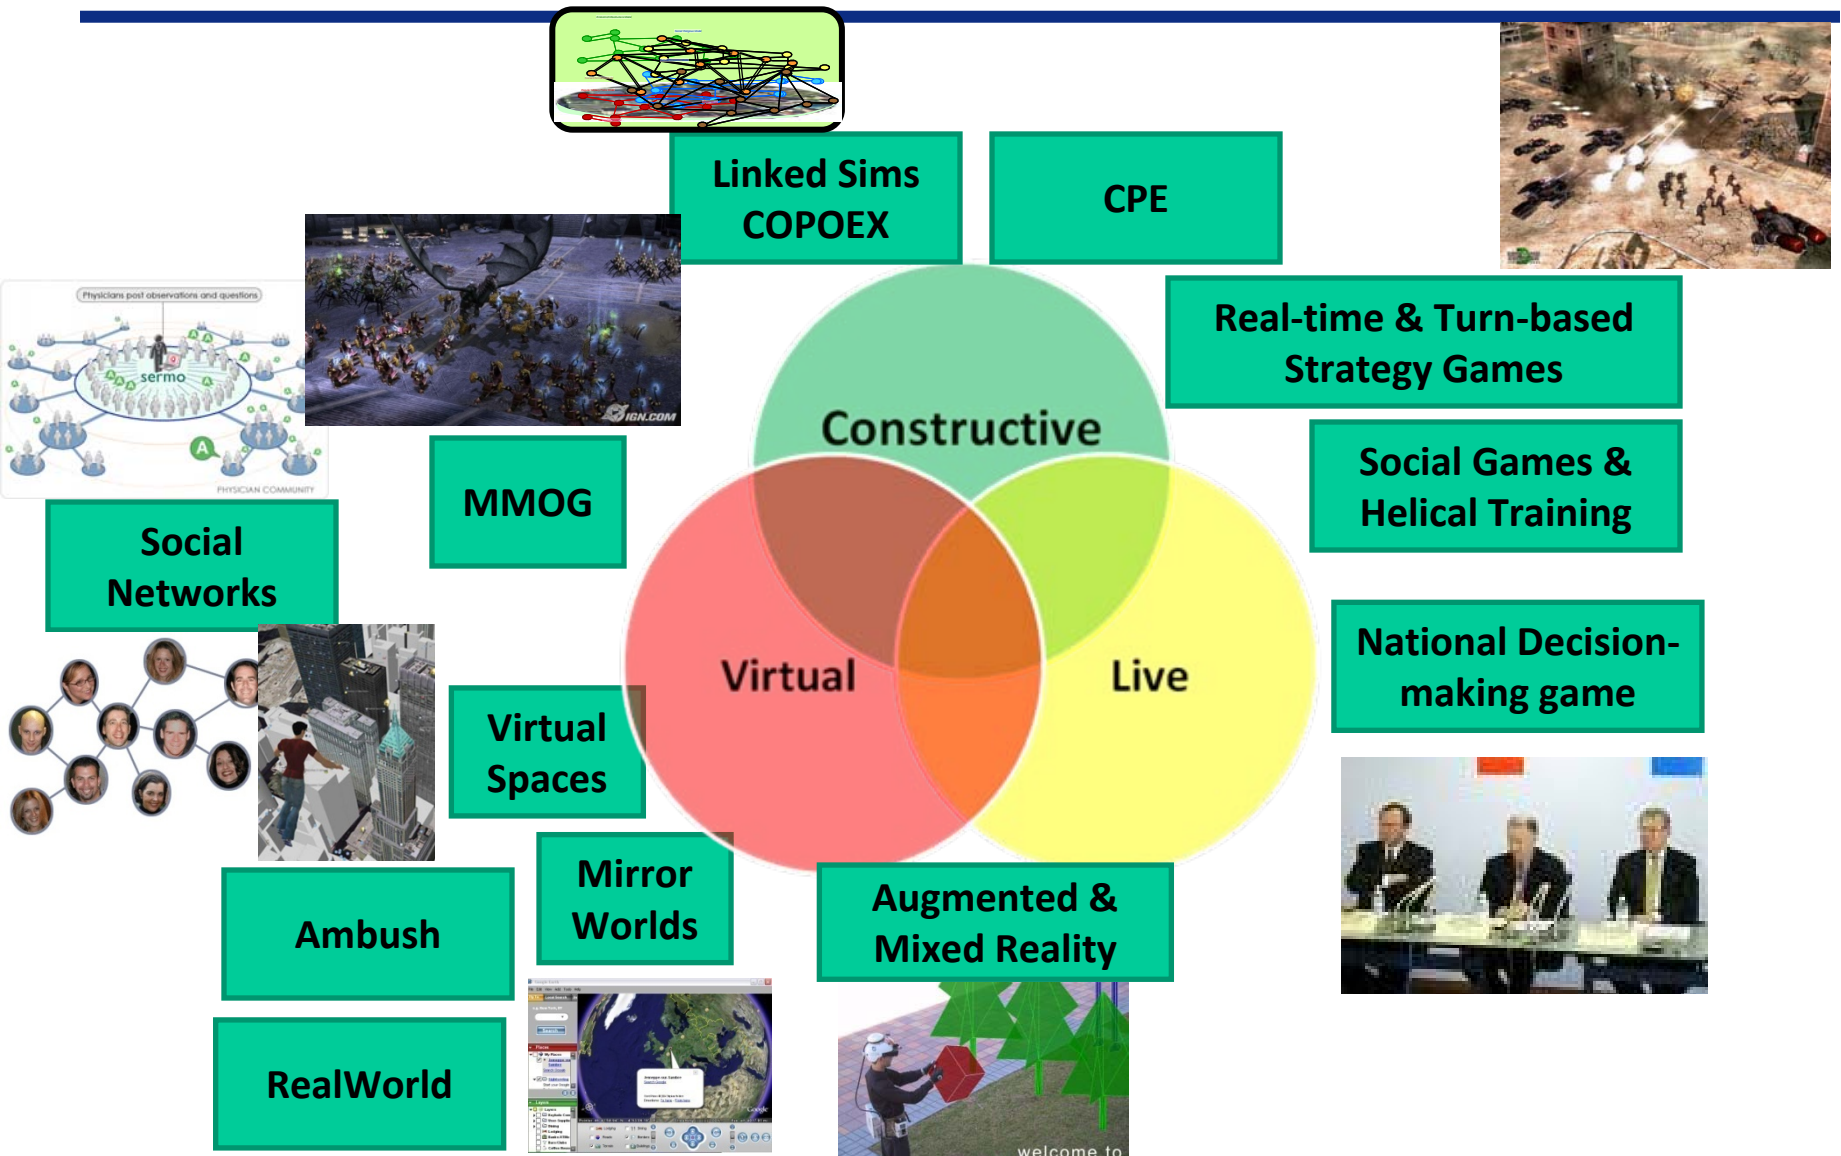 Linked Sims
COPOEX
CPE
Real-time & Turn-based
Strategy Games
Physicians post observations and questions
sermo
A
PHYSICIAN COMMUNITY
IGN.COM
Constructive
Social Games &
Helical Training
MMOG
Social
Networks
National Decision-
making game
Virtual
Live
Virtual
Spaces
Mirror
Worlds
Augmented &
Mixed Reality
Ambush
RealWorld
Google
welcome to